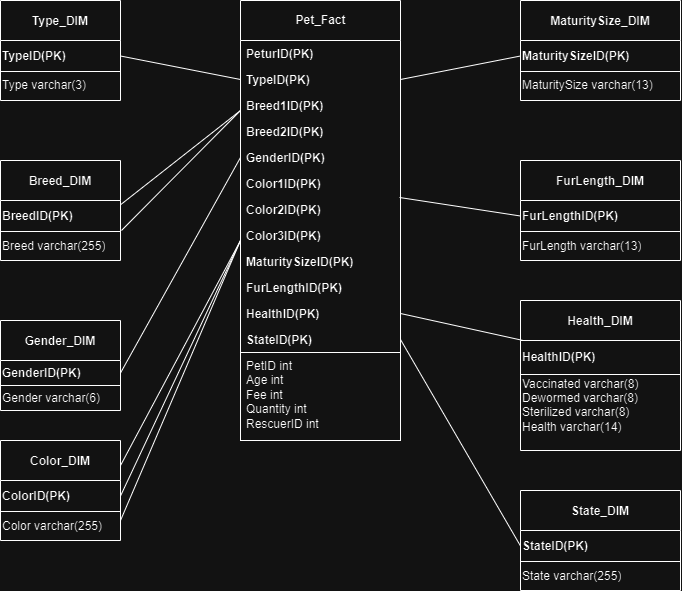 Type_DIM
TypeID(PK)
Type varchar(3)
Breed_DIM
BreedID(PK)
Breed varchar(255)
Gender_DIM
GenderID(PK)
Gender varchar(6)
Color_DIM
ColorID(PK)
Color varchar(255)
Pet_Fact
PeturID(PK)
TypeID(PK)
Breed1ID(PK)
Breed2ID(PK)
GenderID(PK)
Color1ID(PK)
Color2ID(PK)
Color3ID(PK)
MaturitySizeID(PK)
FurLengthID(PK)
HealthID(PK)
StateID(PK)
PetID int
Age int
Fee int
Quantity int
RescuerID int
MaturitySize_DIM
MaturitySizeID(PK)
MaturitySize varchar(13)
FurLength_DIM
FurLengthID(PK)
FurLength varchar(13)
Health_DIM
HealthID(PK)
Vaccinated varchar(8)
Dewormed varchar(8)
Sterilized varchar(8)
Health varchar(14)
State_DIM
StateID(PK)
State varchar(255)